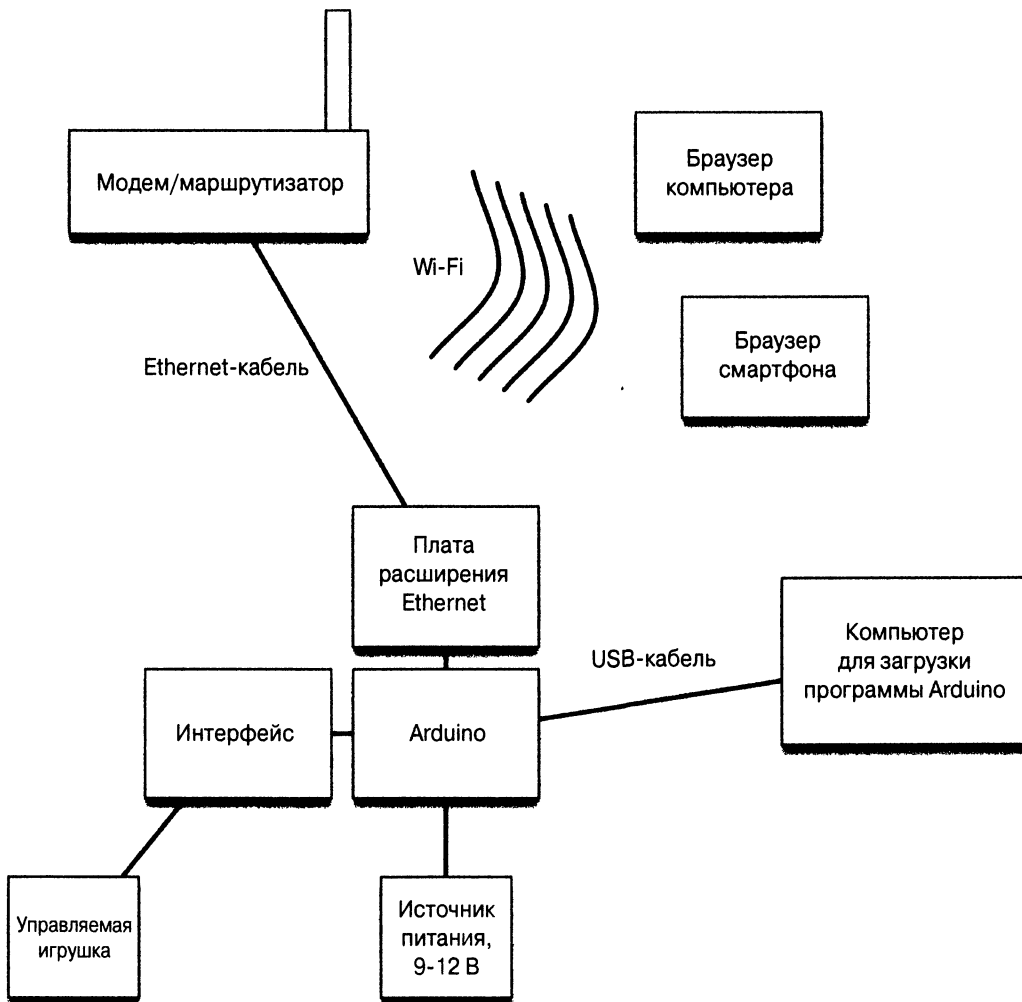 Модем/маршрутизатор
Браузер
компьютера
Wi-Fi
Браузер
смартфона
Ethernet-кабель
Плата
расширения
Ethernet
USB-кабель
Компьютер
для загрузки
программы Arduino
Интерфейс
Arduino
Управляемая
игрушка
Источник
питания,
9-12 В